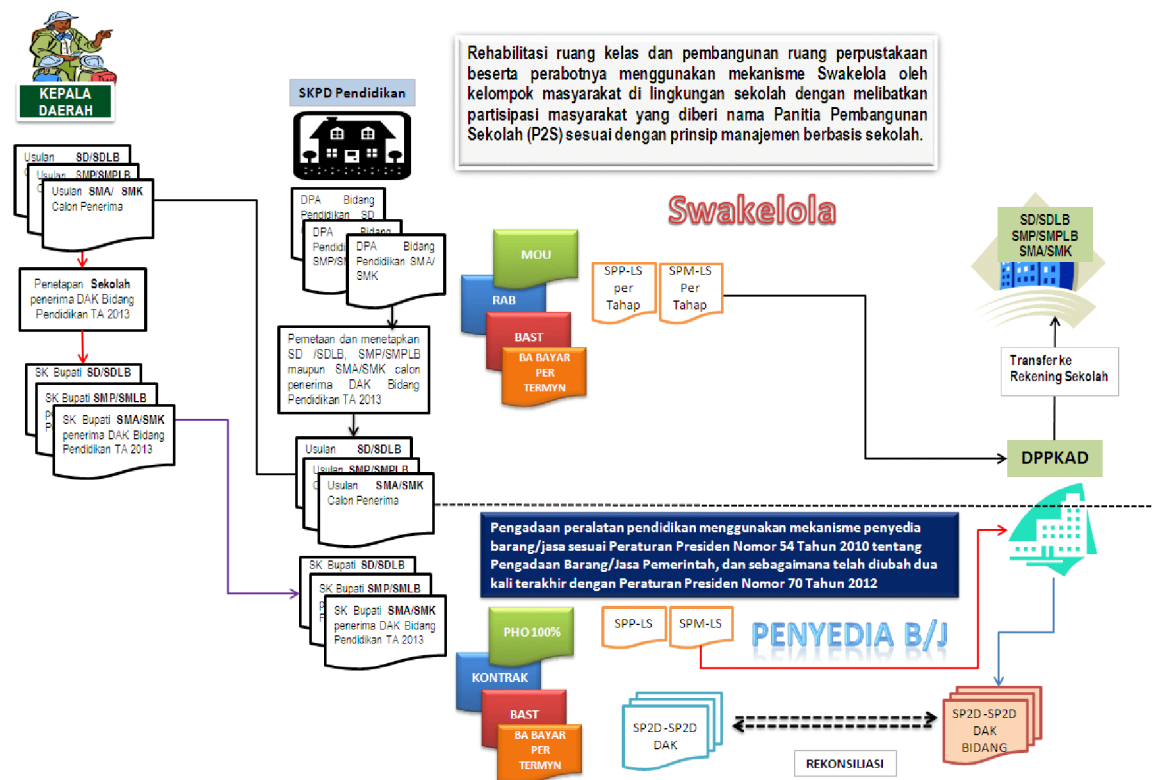 KEPALA
DAERAH
Usulan SD/SDLB
Usulan SMP/SMPLB
Usulan SMA/ SMK
Calon Penerima
Penetapan Sekolah
penerima DAK Bidang
Pendidikan TA 2013
SK Bupati SD/SDLB
SK Bupati SMP/SMLB
SK Bupati SMA/SMK
penerima DAK Bidang
Pendidikan TA 2013
SKPD Pendidikan
DPA Bidang
Pendidikan SD
DPA Bidang
Pendidikan
SMP/SM
DPA Bidang
Pendidikan SMA/
SMK
Pemetaan dan menetapkan
SD /SDLB, SMP/SMPLB
maupun SMA/SMK calon
penerima DAK Bidang
Pendidikan TA 2013
Usulan SD/SDLB
Usulan SMP/SMPLB
Usulan SMA/SMK
Calon Penerima
SK Bupati SD/SDLB
SK Bupati SMP/SMLB
SK Bupati SMA/SMK
penerima DAK Bidang
Pendidikan TA 2013
Rehabilitasi ruang kelas dan pembangunan ruang perpustakaan
beserta perabotnya menggunakan mekanisme Swakelola oleh
kelompok masyarakat di lingkungan sekolah dengan melibatkan
partisipasi masyarakat yang diberi nama Panitia Pembangunan
Sekolah (P2S) sesuai dengan prinsip manajemen berbasis sekolah.
Swakelola
MOU
RAB
BAST
BA BAYAR
PER
TERMYN
SPP-LS
per
Tahap
SPM-LS
Per
Tahap
SD/SDLB
SMP/SMPLB
SMA/SMK
Transfer ke
Rekening Sekolah
DPPKAD
Pengadaan peralatan pendidikan menggunakan mekanisme penyedia
barang/jasa sesuai Peraturan Presiden Nomor 54 Tahun 2010 tentang
Pengadaan Barang/Jasa Pemerintah, dan sebagaimana telah diubah dua
kali terakhir dengan Peraturan Presiden Nomor 70 Tahun 2012
PHO 100%
KONTRAK
BAST
BA BAYAR
PER
TERMYN
SPP-LS
SPM-LS
PENYEDIA B/J
SP2D -SP2D
DAK
SP2D -SP2D
DAK
BIDANG
REKONSILIASI